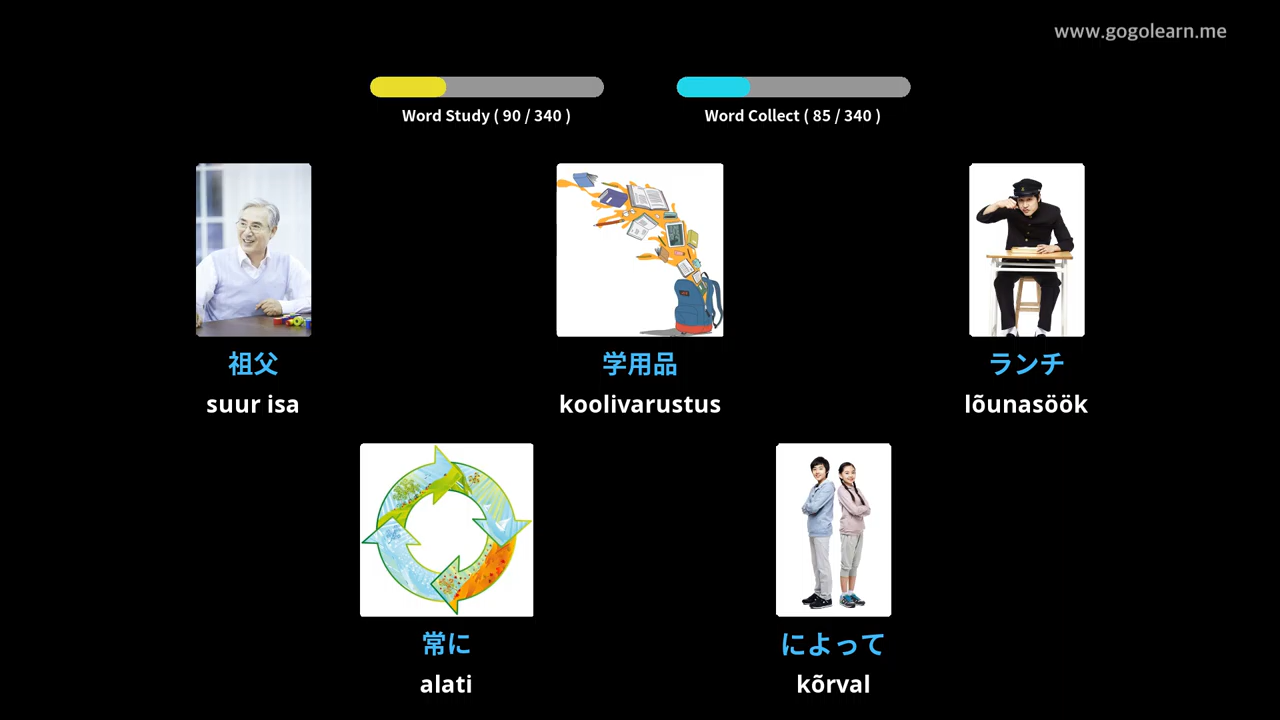 www.gogolearn.me
Word Study ( 90 / 340 )
Word Collect ( 85 / 340 )
祖父
suur isa
学用品
koolivarustus
ランチ
lõunasöök
常に
alati
によって
kõrval